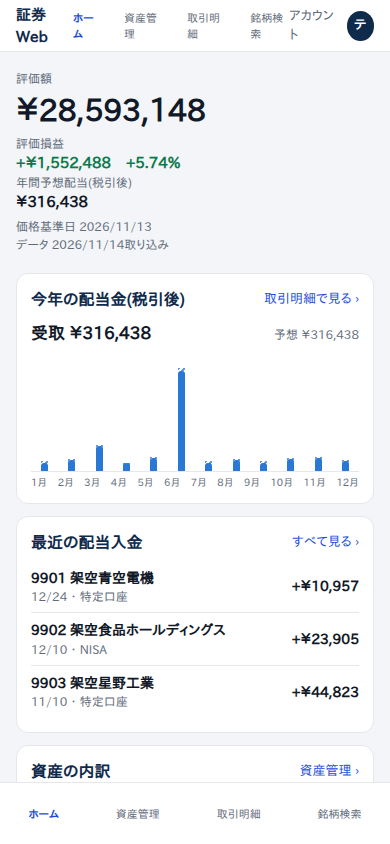 証券 Web
ホーム
資産管理
取引明細
銘柄検索
アカウント
テ
評価額
¥28,593,148
評価損益
+¥1,552,488 +5.74%
年間予想配当(税引後)
¥316,438
価格基準日 2026/11/13
データ 2026/11/14取り込み
今年の配当金(税引後) 取引明細で見る ›
受取 ¥316,438 予想 ¥316,438
1月 2月 3月 4月 5月 6月 7月 8月 9月 10月 11月 12月
最近の配当入金 すべて見る ›
9901 架空青空電機 +¥10,957
12/24・特定口座
9902 架空食品ホールディングス +¥23,905
12/10・NISA
9903 架空星野工業 +¥44,823
11/10・特定口座
資産の内訳 資産管理 ›
ホーム 資産管理 取引明細 銘柄検索